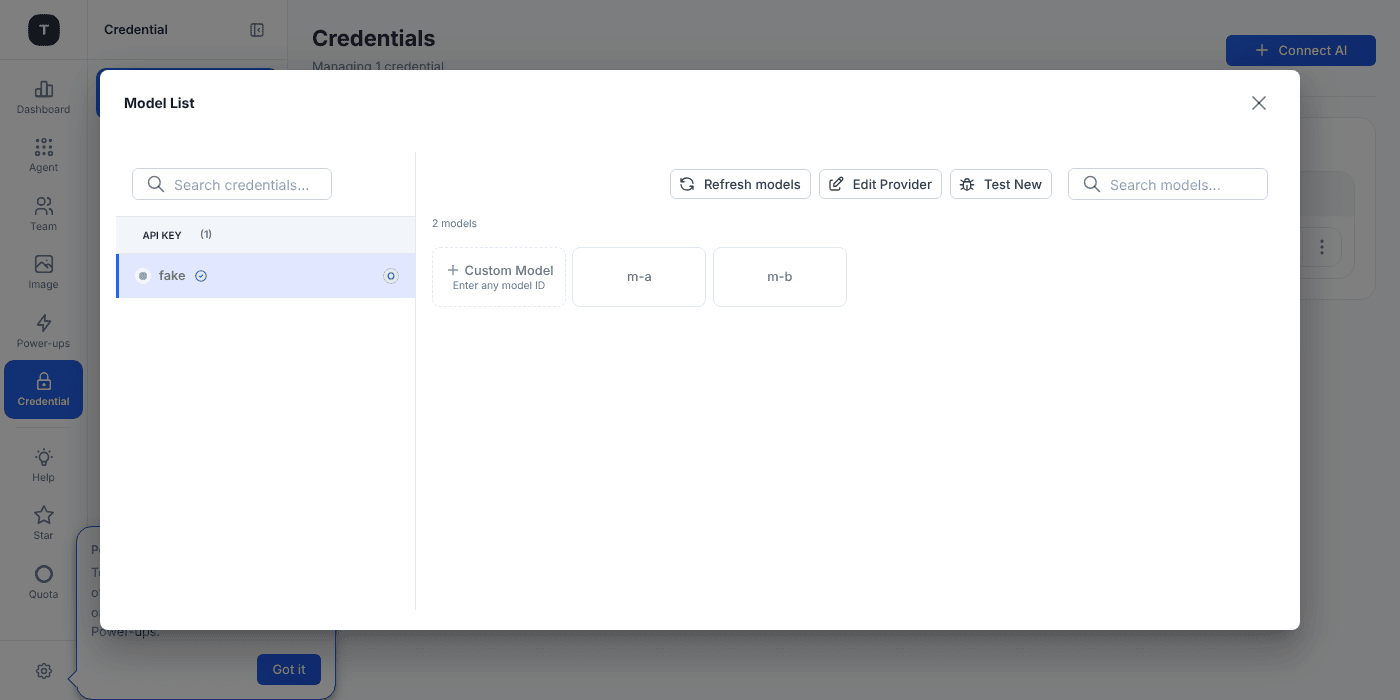 T
Credential
Credentials
Managing 1 credential
Connect AI
Dashboard
Agent
Team
Image
Power-ups
Credential
Help
Star
Quota
Model List
Search credentials...
API KEY (1)
fake
O
Refresh models
Edit Provider
Test New
Search models...
2 models
Custom Model
Enter any model ID
m-a
m-b
Power-ups.
Got it